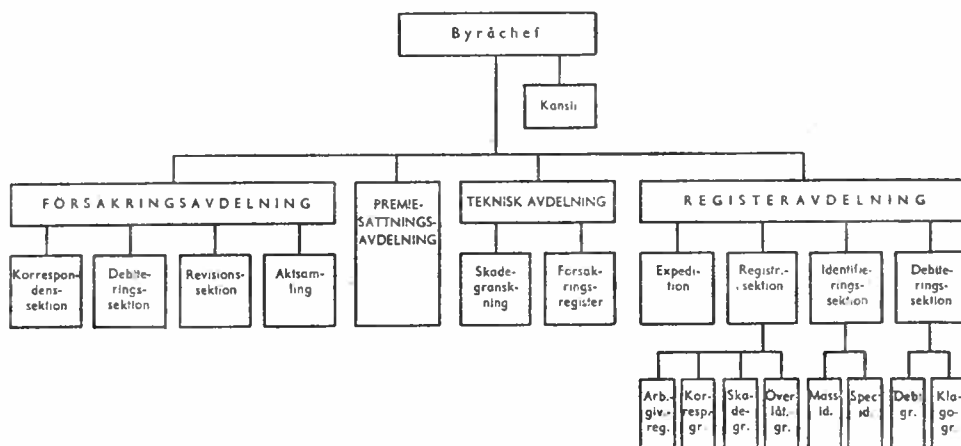 Byråchef
Kansli
FÖRSAKRINGSAVDELNING
PREMIE-
SATTNINGS-
AVDELNING
TEKNISK AVDELNING
REGISTERAVDELNING
Korrespon-
dens-
sektion
Debite-
rings-
sektion
Revisions-
sektion
Aktsam-
ling
Skade-
gransk-
ning
Forsak-
rings-
register
Expedi-
tion
Registr.-
sektion
Identifie-
rings-
sektion
Debite-
rings-
sektion
Arb.-
giv.-
reg.
Kor-
resp.-
gr
Ska-
de-
gr.
Över-
låt.
gr.
Mass
id.
Spec
id.
Debt
gr.
Kla-
go-
gr.